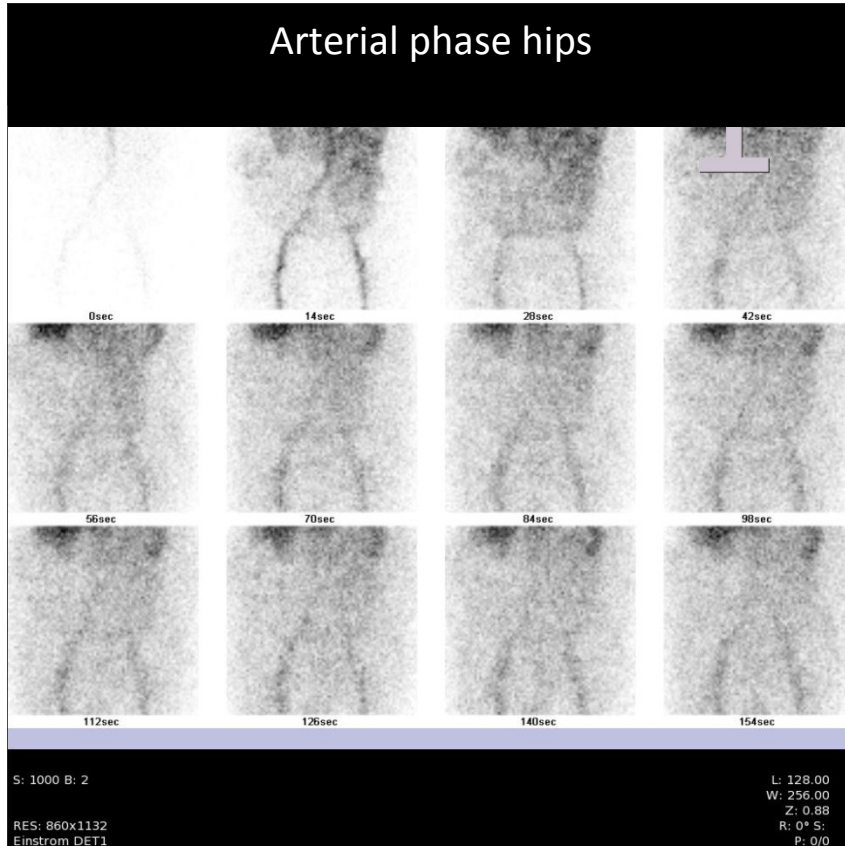 Arterial phase hips
0sec 14sec 28sec 42sec
56sec 70sec 84sec 98sec
112sec 126sec 140sec 154sec
S: 1000 B: 2
RES: 860x1132
Einstrom DET1
L: 128.00
W: 256.00
Z: 0.88
R: 0° S:
P: 0/0